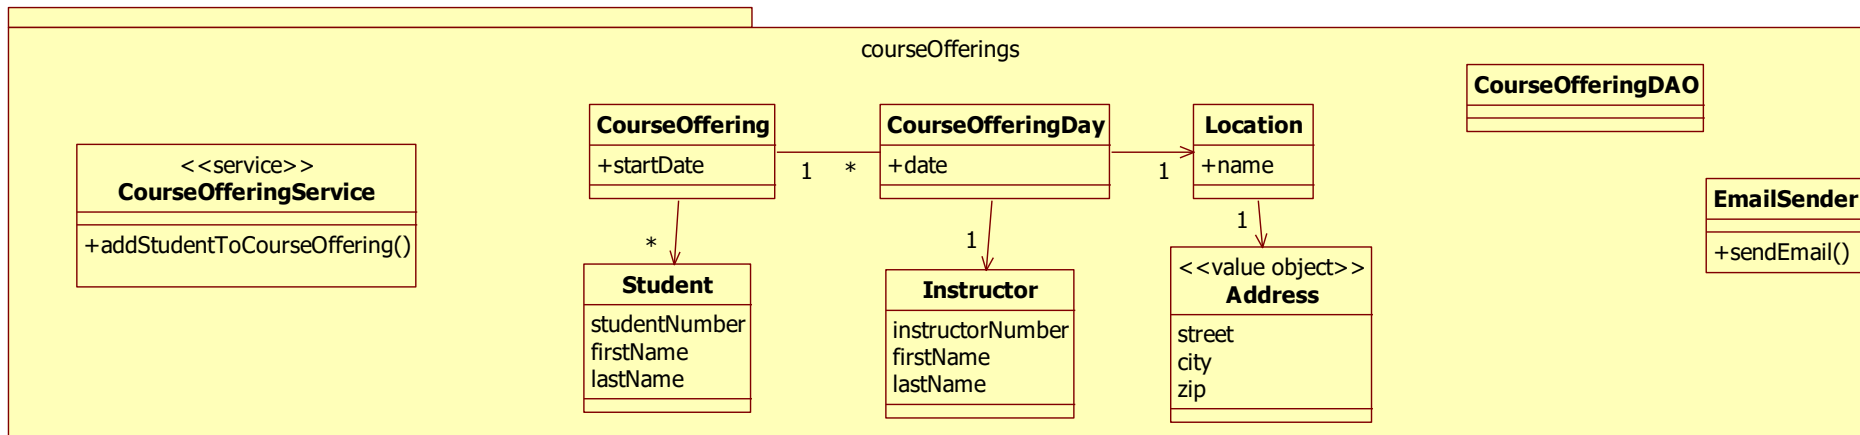 courseOfferings
<<service>>
CourseOfferingService
+addStudentToCourseOffering()
CourseOffering
+startDate
1
*
CourseOfferingDay
+date
1
Location
+name
CourseOfferingDAO
EmailSender
+sendEmail()
*
Student
studentNumber
firstName
lastName
1
Instructor
instructorNumber
firstName
lastName
1
<<value object>>
Address
street
city
zip